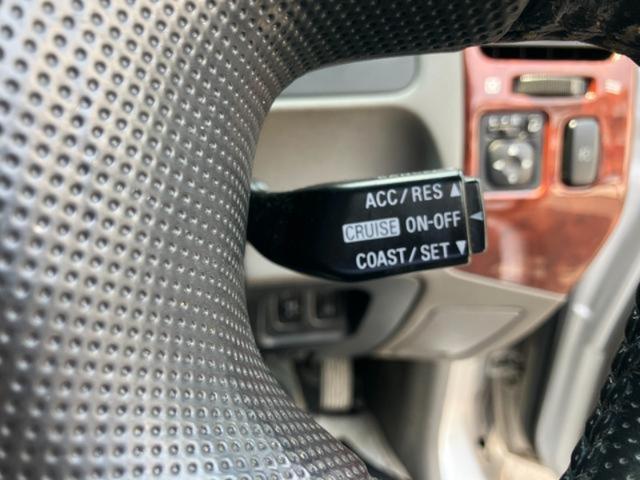 ACC/RES ▲
CRUISE ON-OFF ◀
COAST/SET ▼